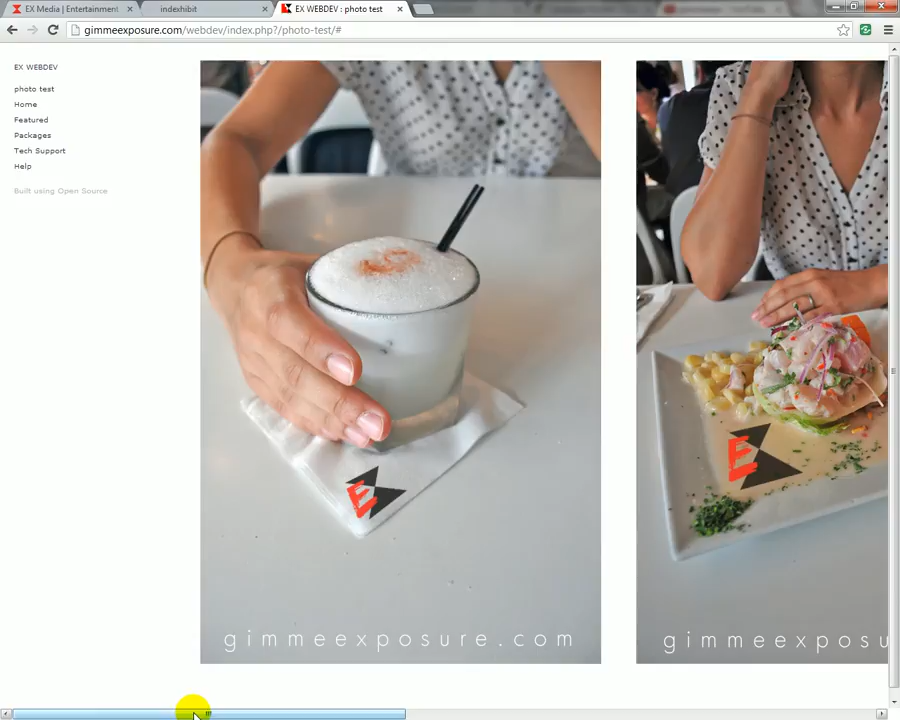 EX Media | Entertainment
indexhibit
EX WEBDEV : photo test
gimmeexposure.com/webdev/index.php?/photo-test/#
EX WEBDEV
photo test
Home
Featured
Packages
Tech Support
Help
Built using Open Source
E
E
gimmeexposure.com
gimmeexposu